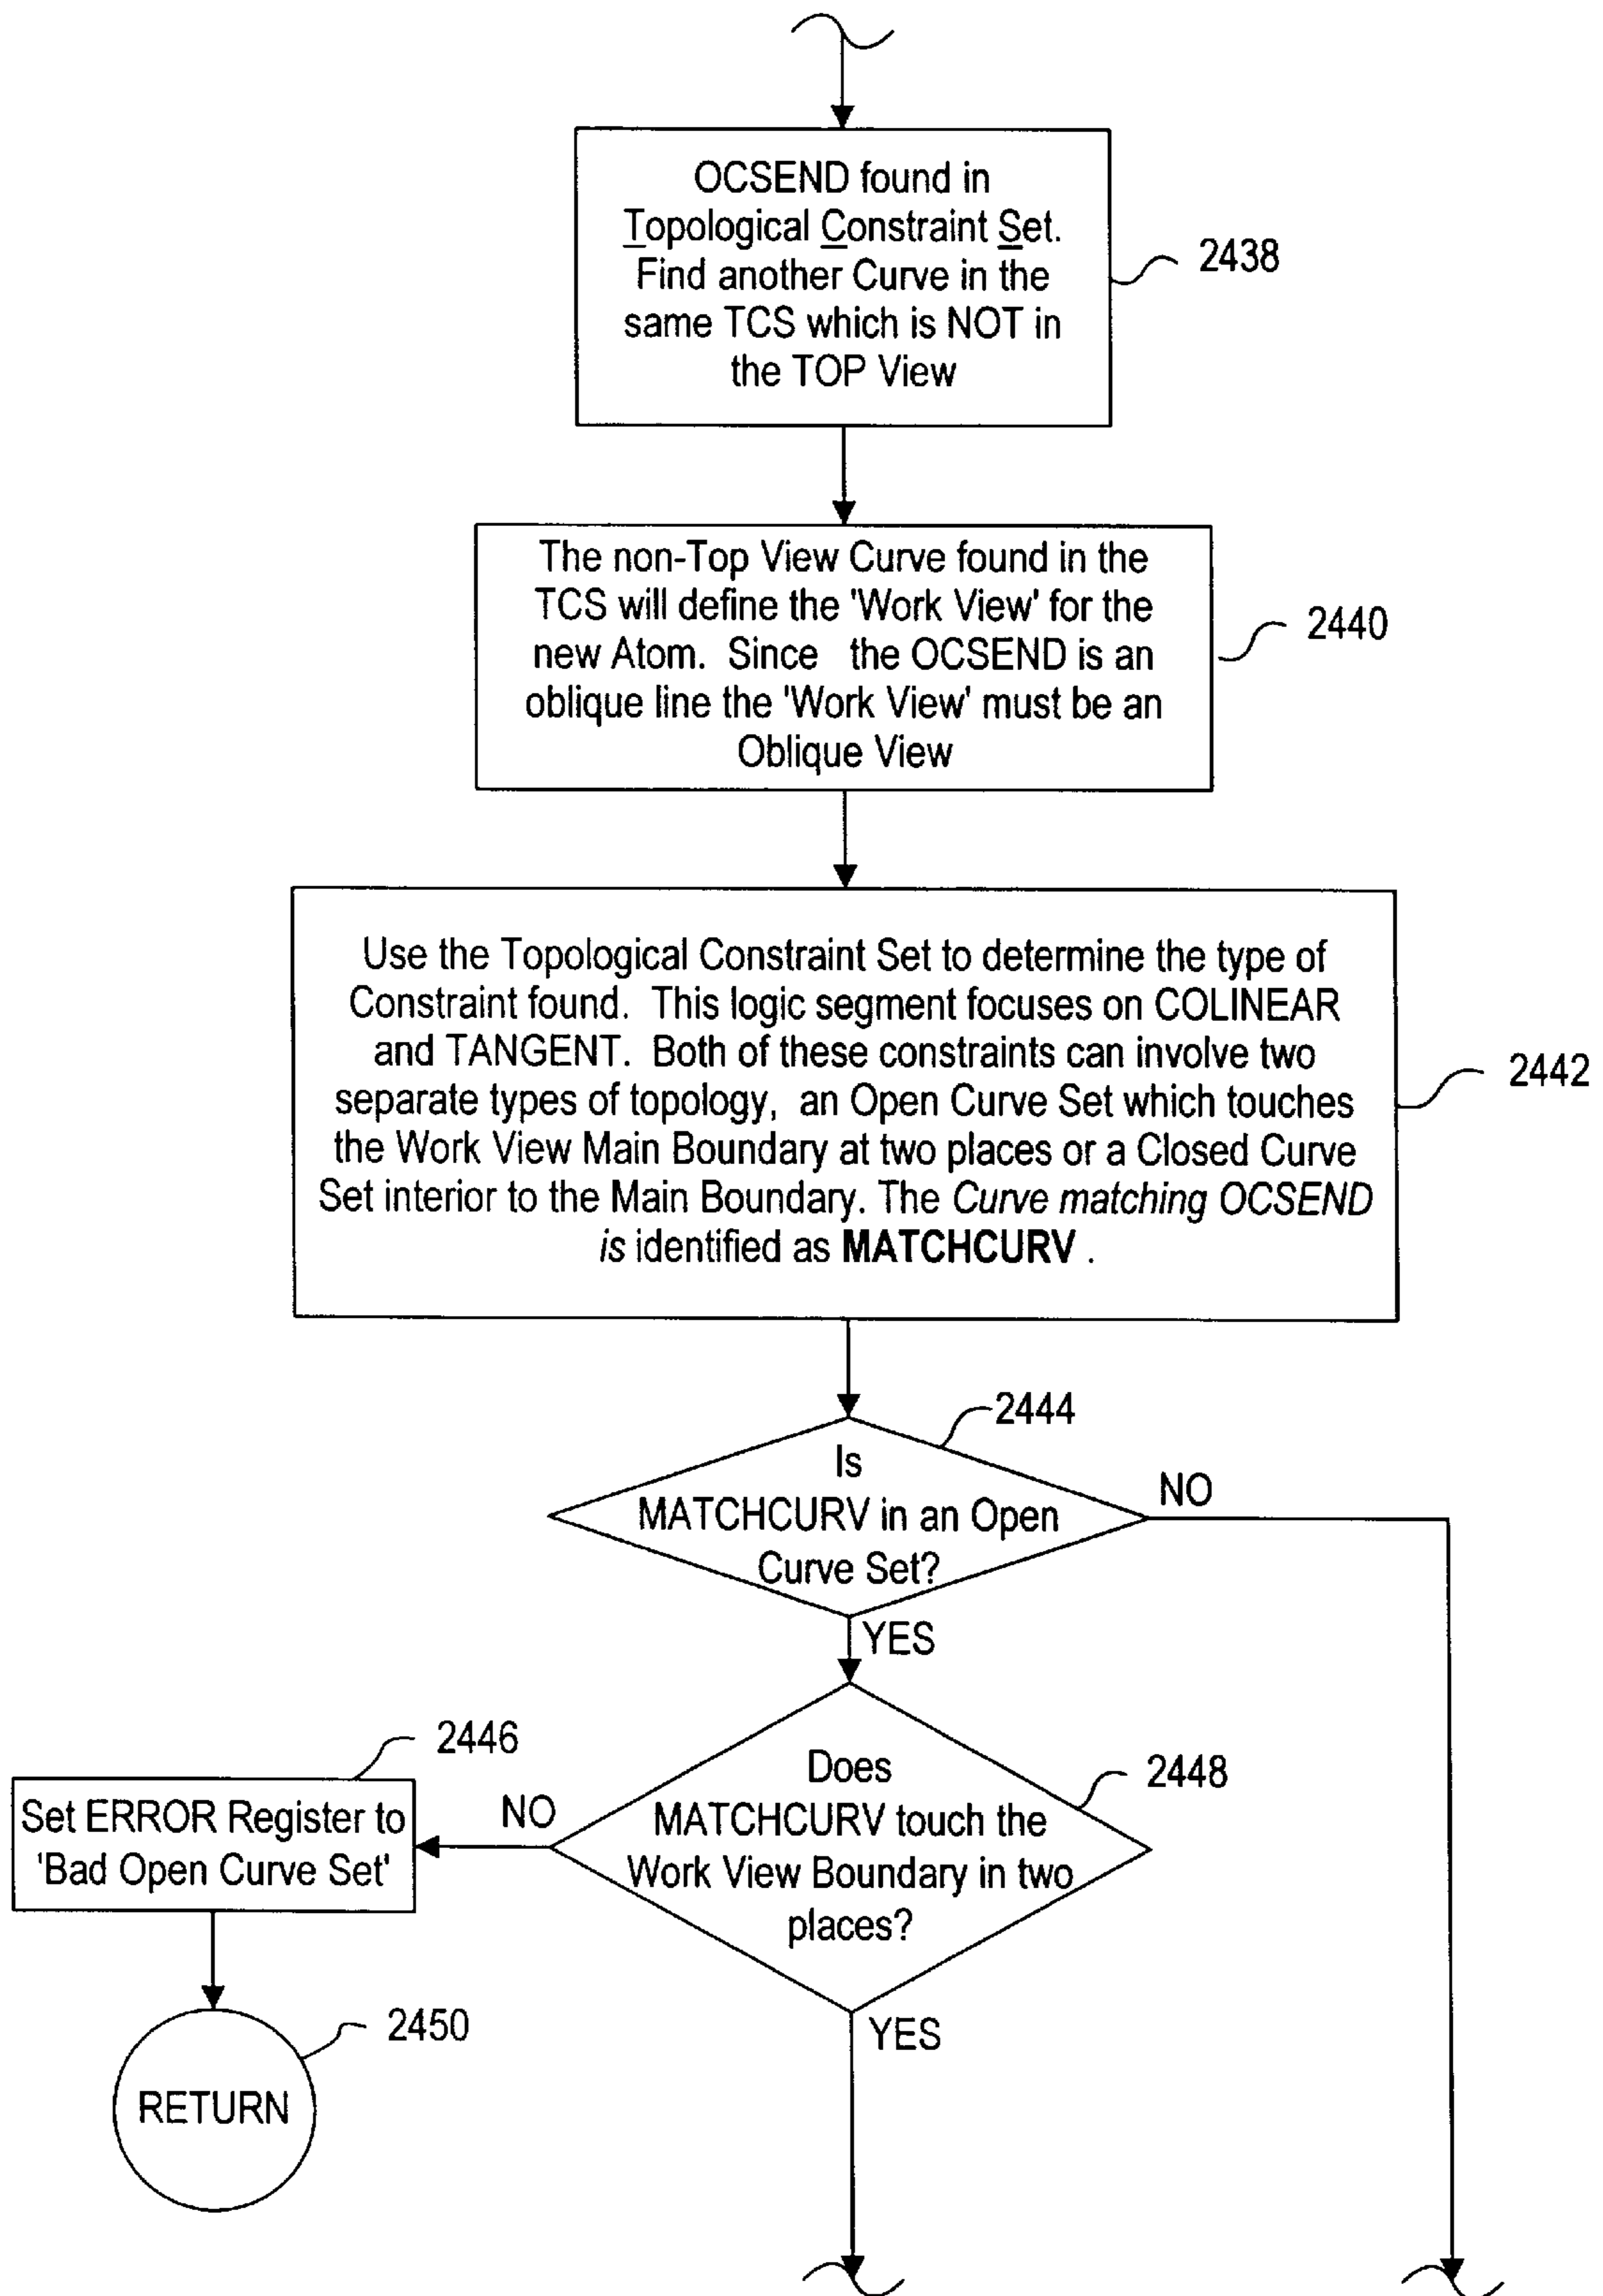 OCSEND found in
Topological Constraint Set.
Find another Curve in the
same TCS which is NOT in
the TOP View
2438
The non-Top View Curve found in the
TCS will define the 'Work View' for the
new Atom. Since the OCSEND is an
oblique line the 'Work View' must be an
Oblique View
2440
Use the Topological Constraint Set to determine the type of
Constraint found. This logic segment focuses on COLINEAR
and TANGENT. Both of these constraints can involve two
separate types of topology, an Open Curve Set which touches
the Work View Main Boundary at two places or a Closed Curve
Set interior to the Main Boundary. The Curve matching OCSEND
is identified as MATCHCURV .
2442
2444
Is
MATCHCURV in an Open
Curve Set?
NO
YES
2446
Set ERROR Register to
'Bad Open Curve Set'
NO
Does
MATCHCURV touch the
Work View Boundary in two
places?
2448
YES
2450
RETURN